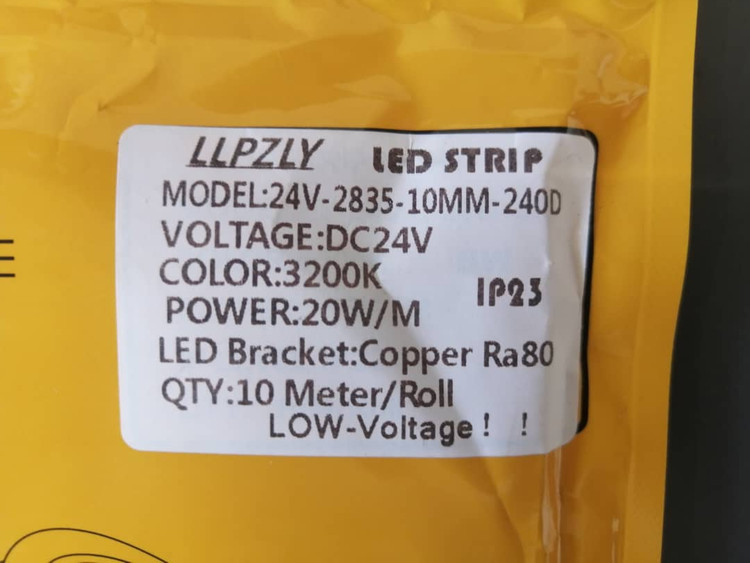 LLPZLY LED STRIP
MODEL:24V-2835-10MM-240D
VOLTAGE:DC24V
COLOR:3200K
IP23
POWER:20W/M
LED Bracket:Copper Ra80
QTY:10 Meter/Roll
LOW-Voltage! !